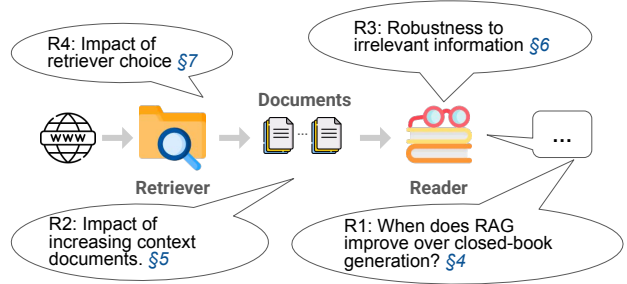 R4: Impact of
retriever choice §7
R3: Robustness to
irrelevant information §6
Documents
WWW
...
...
Retriever
Reader
R2: Impact of
increasing context
documents. §5
R1: When does RAG
improve over closed-book
generation? §4